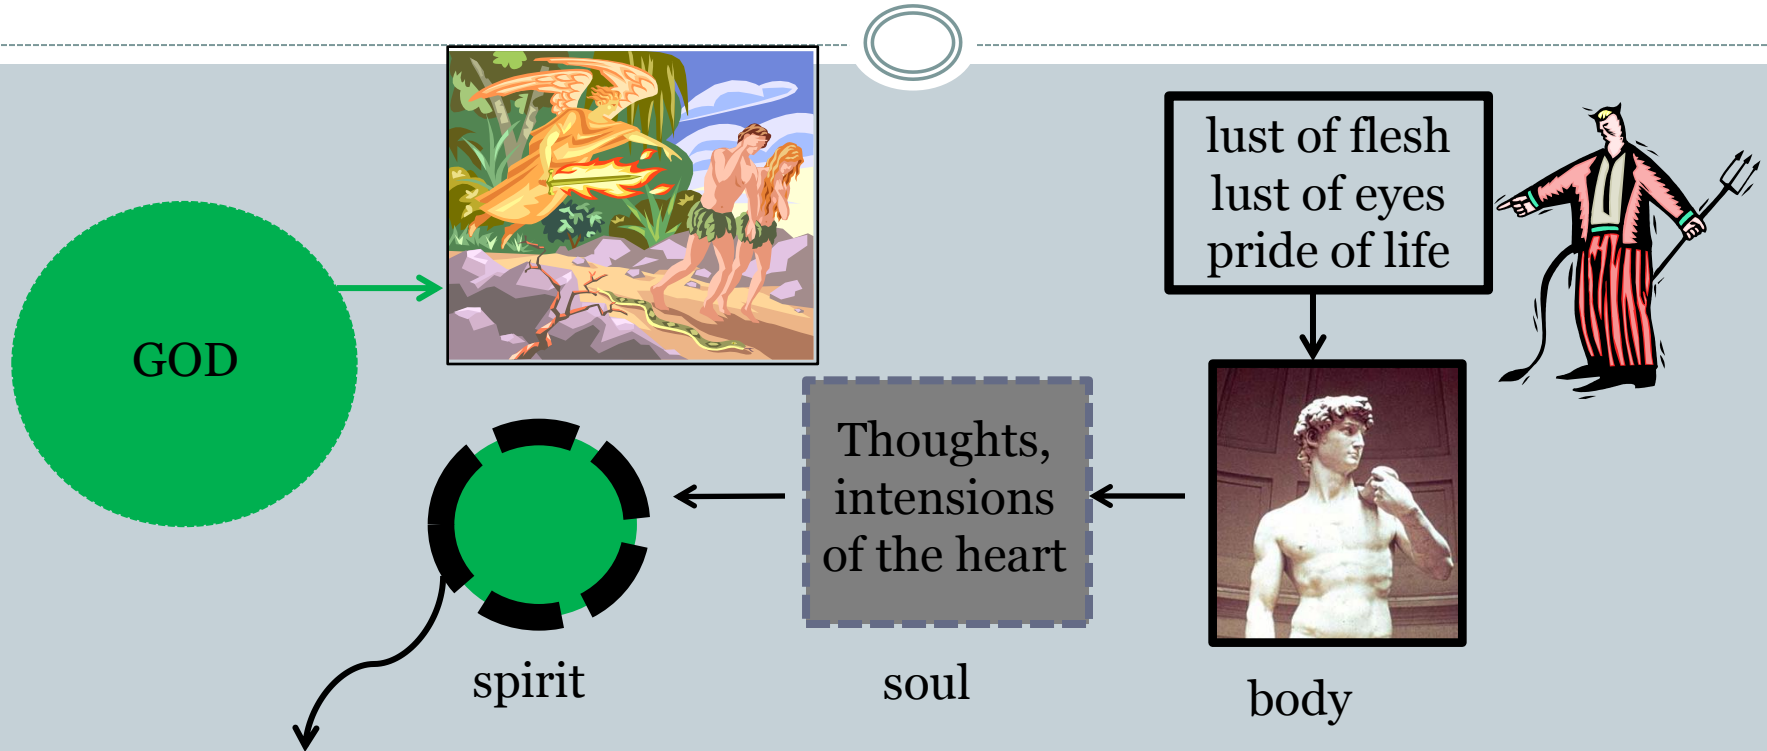 GOD
lust of flesh
lust of eyes
pride of life
Thoughts,
intensions
of the heart
spirit
soul
body